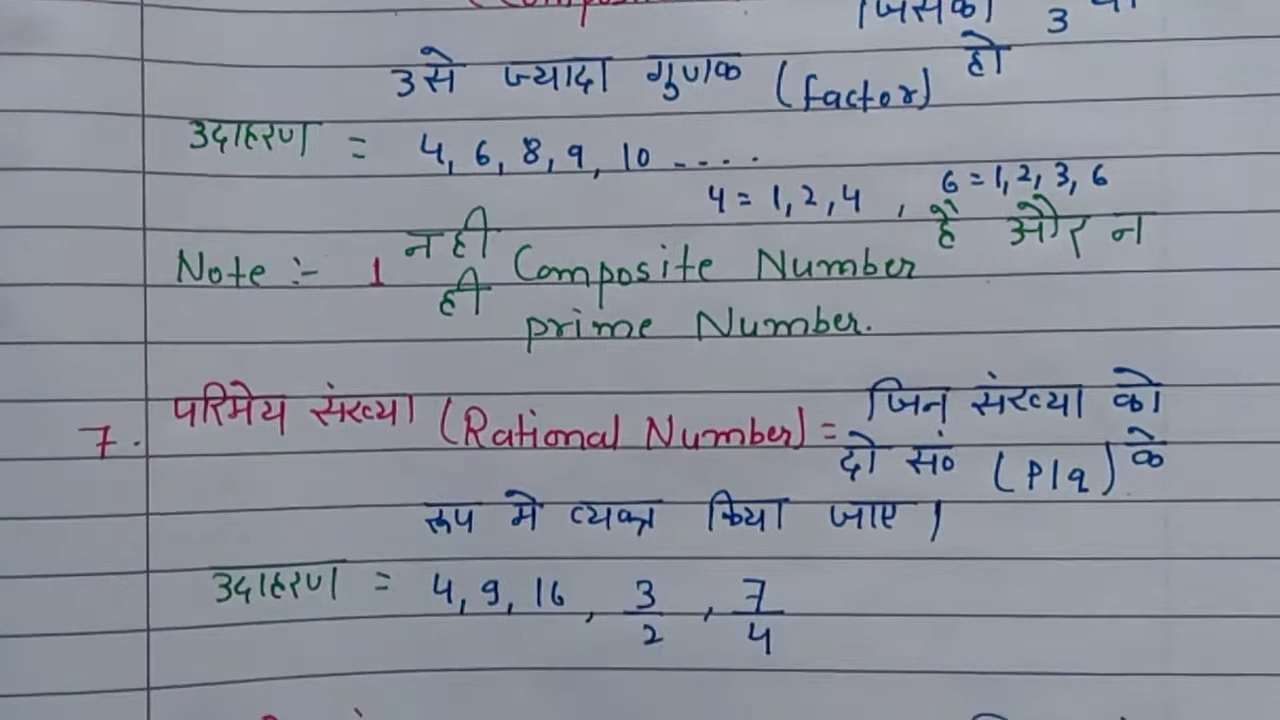 जिसका 3 या
उसे ज्यादा गुणक (factor) हो
उदाहरण = 4, 6, 8, 9, 10 - - . .
4 = 1, 2, 4 , 6 = 1, 2, 3, 6
Note :- 1 नही Composite Number है और न
ही prime Number.
7. परिमेय संख्या (Rational Number) = जिन संख्या को
दो सं० (P/q) के
रूप मे व्यक्त किया जाए।
उदाहरण = 4, 9, 16, 3/2, 7/4